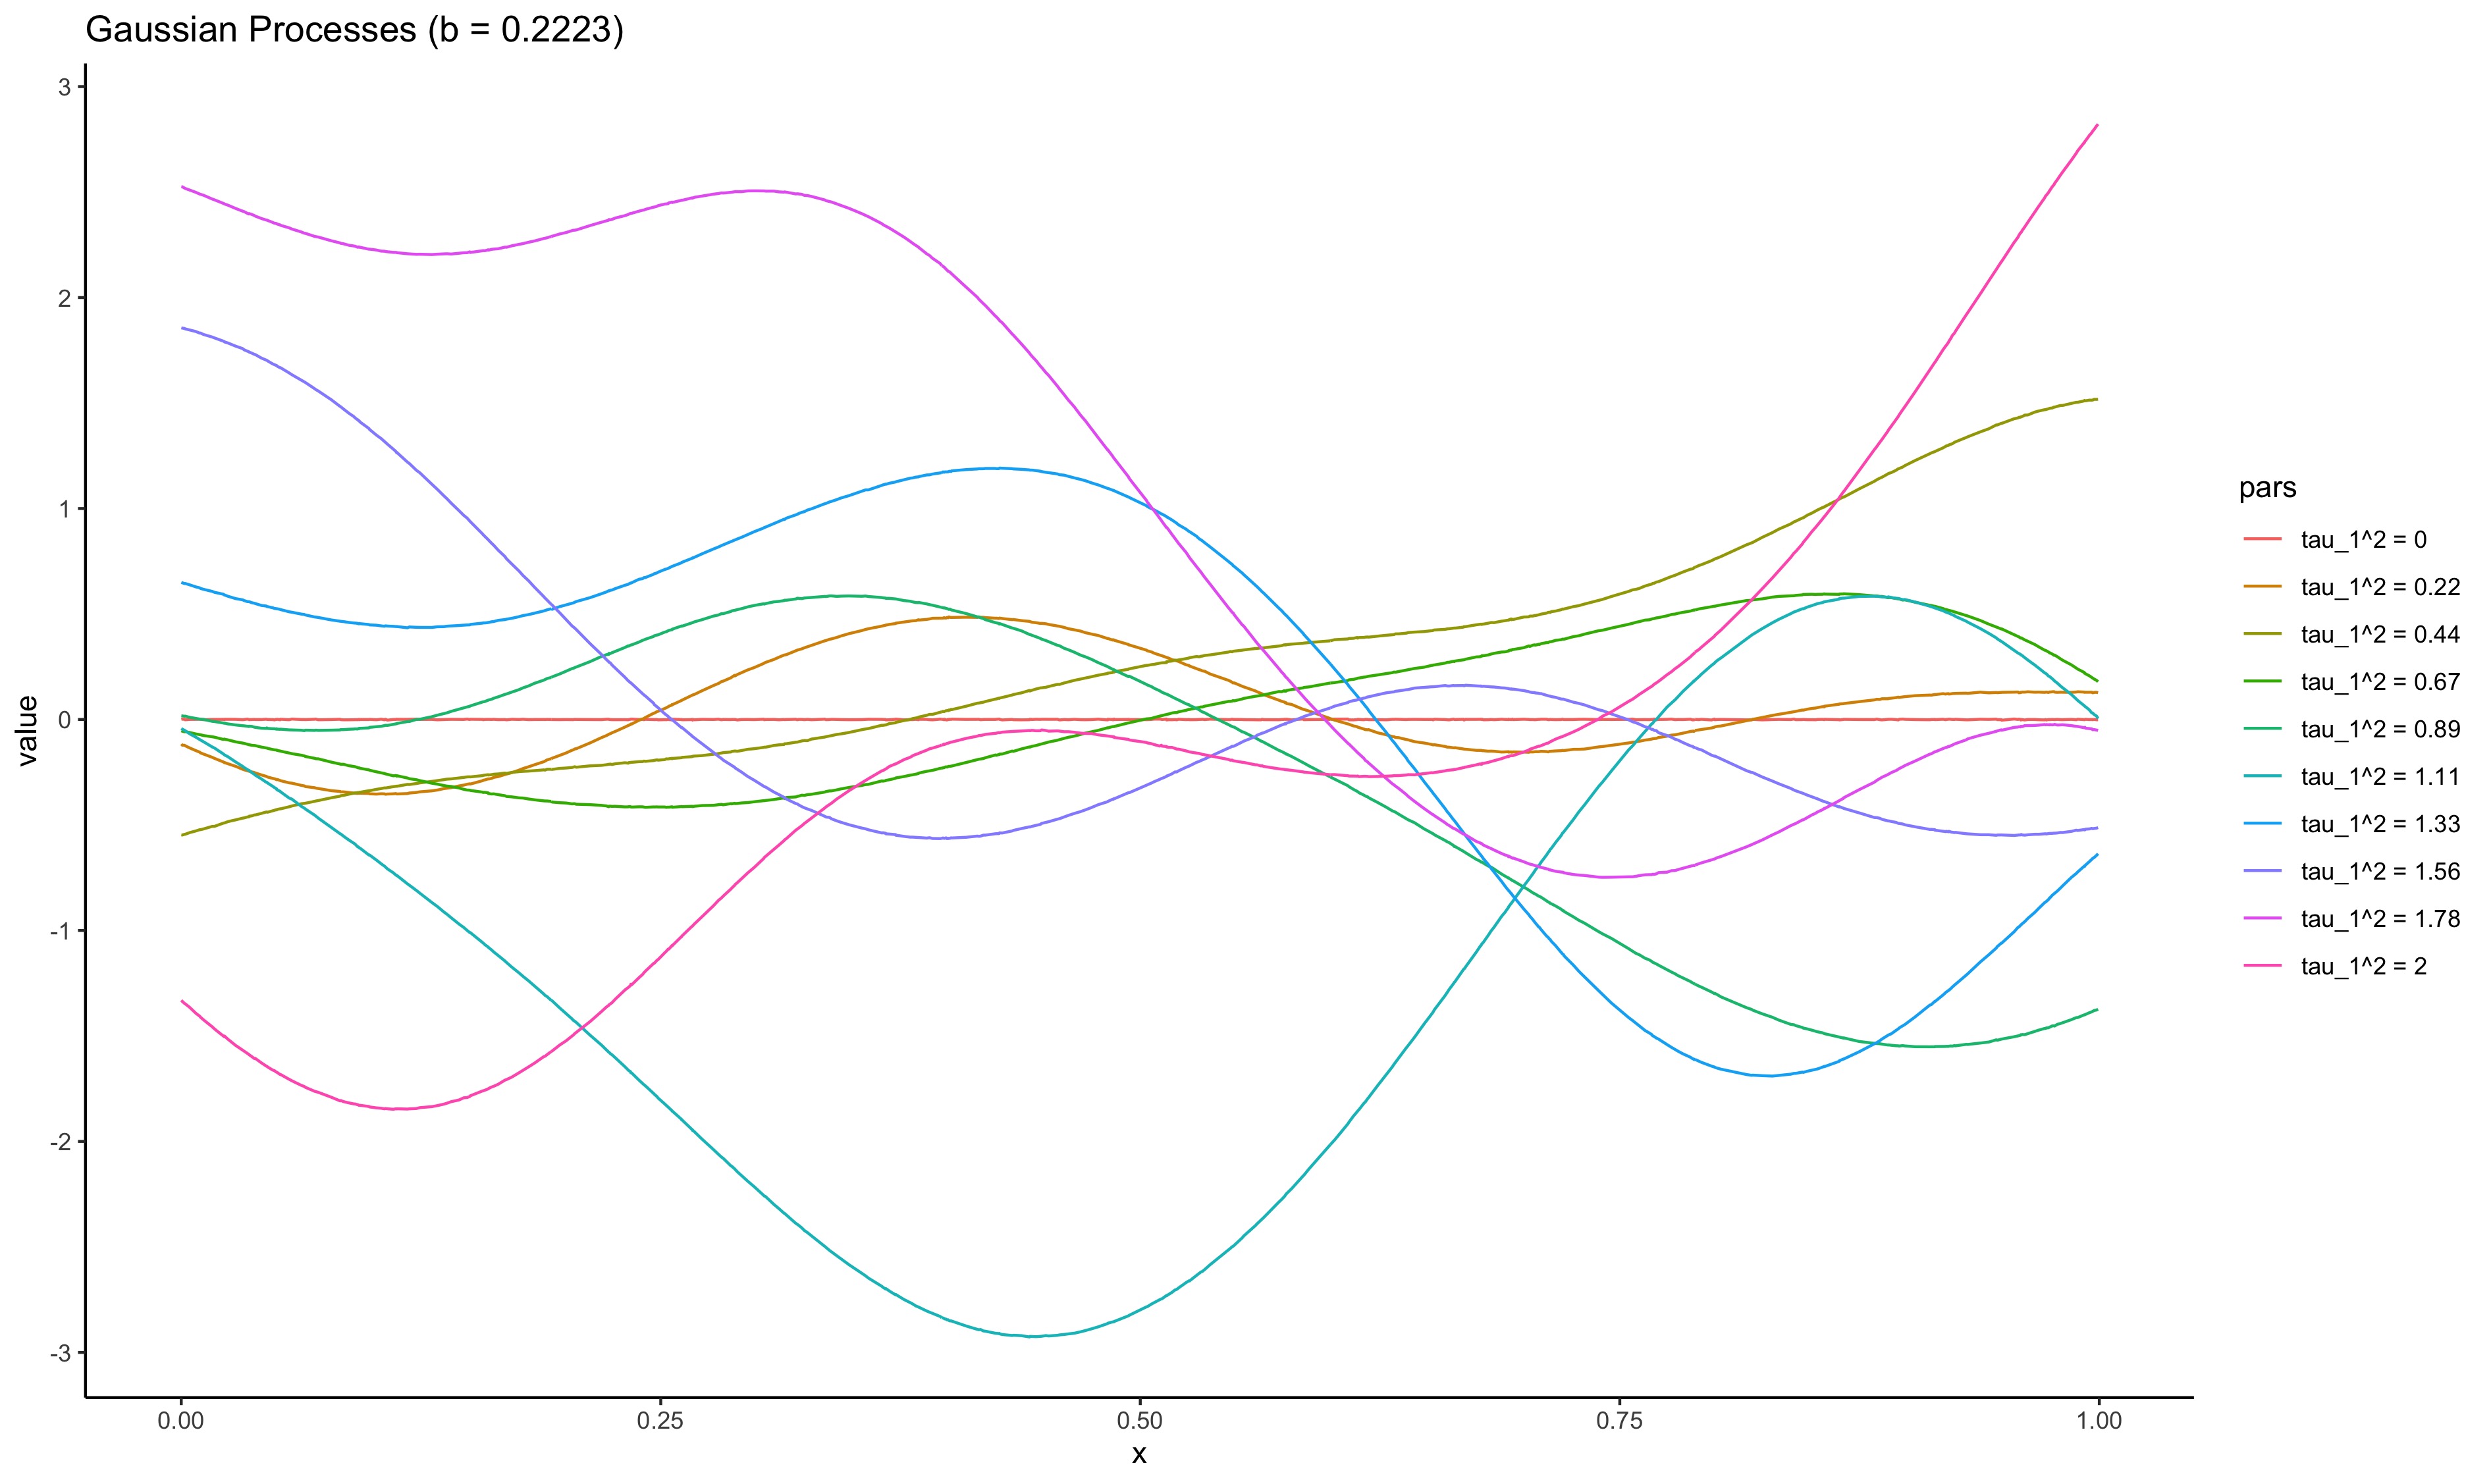 Gaussian Processes (b = 0.2223)
3
2
1
0
-1
-2
-3
value
0.00 0.25 0.50 0.75 1.00
x
pars
tau_1^2 = 0
tau_1^2 = 0.22
tau_1^2 = 0.44
tau_1^2 = 0.67
tau_1^2 = 0.89
tau_1^2 = 1.11
tau_1^2 = 1.33
tau_1^2 = 1.56
tau_1^2 = 1.78
tau_1^2 = 2